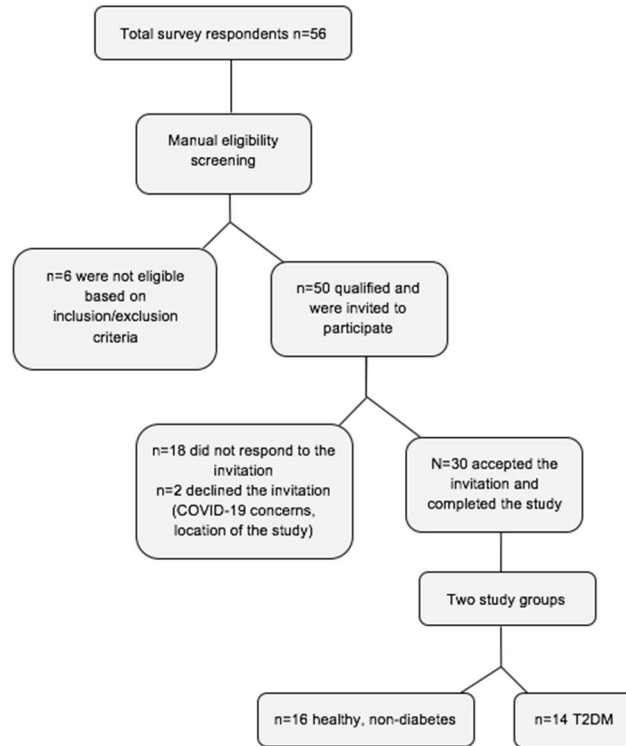 Total survey respondents n=56
Manual eligibility
screening
n=6 were not eligible
based on
inclusion/exclusion
criteria
n=50 qualified and
were invited to
participate
n=18 did not respond to the
invitation
n=2 declined the invitation
(COVID-19 concerns,
location of the study)
N=30 accepted the
invitation and
completed the study
Two study groups
n=16 healthy, non-diabetes
n=14 T2DM